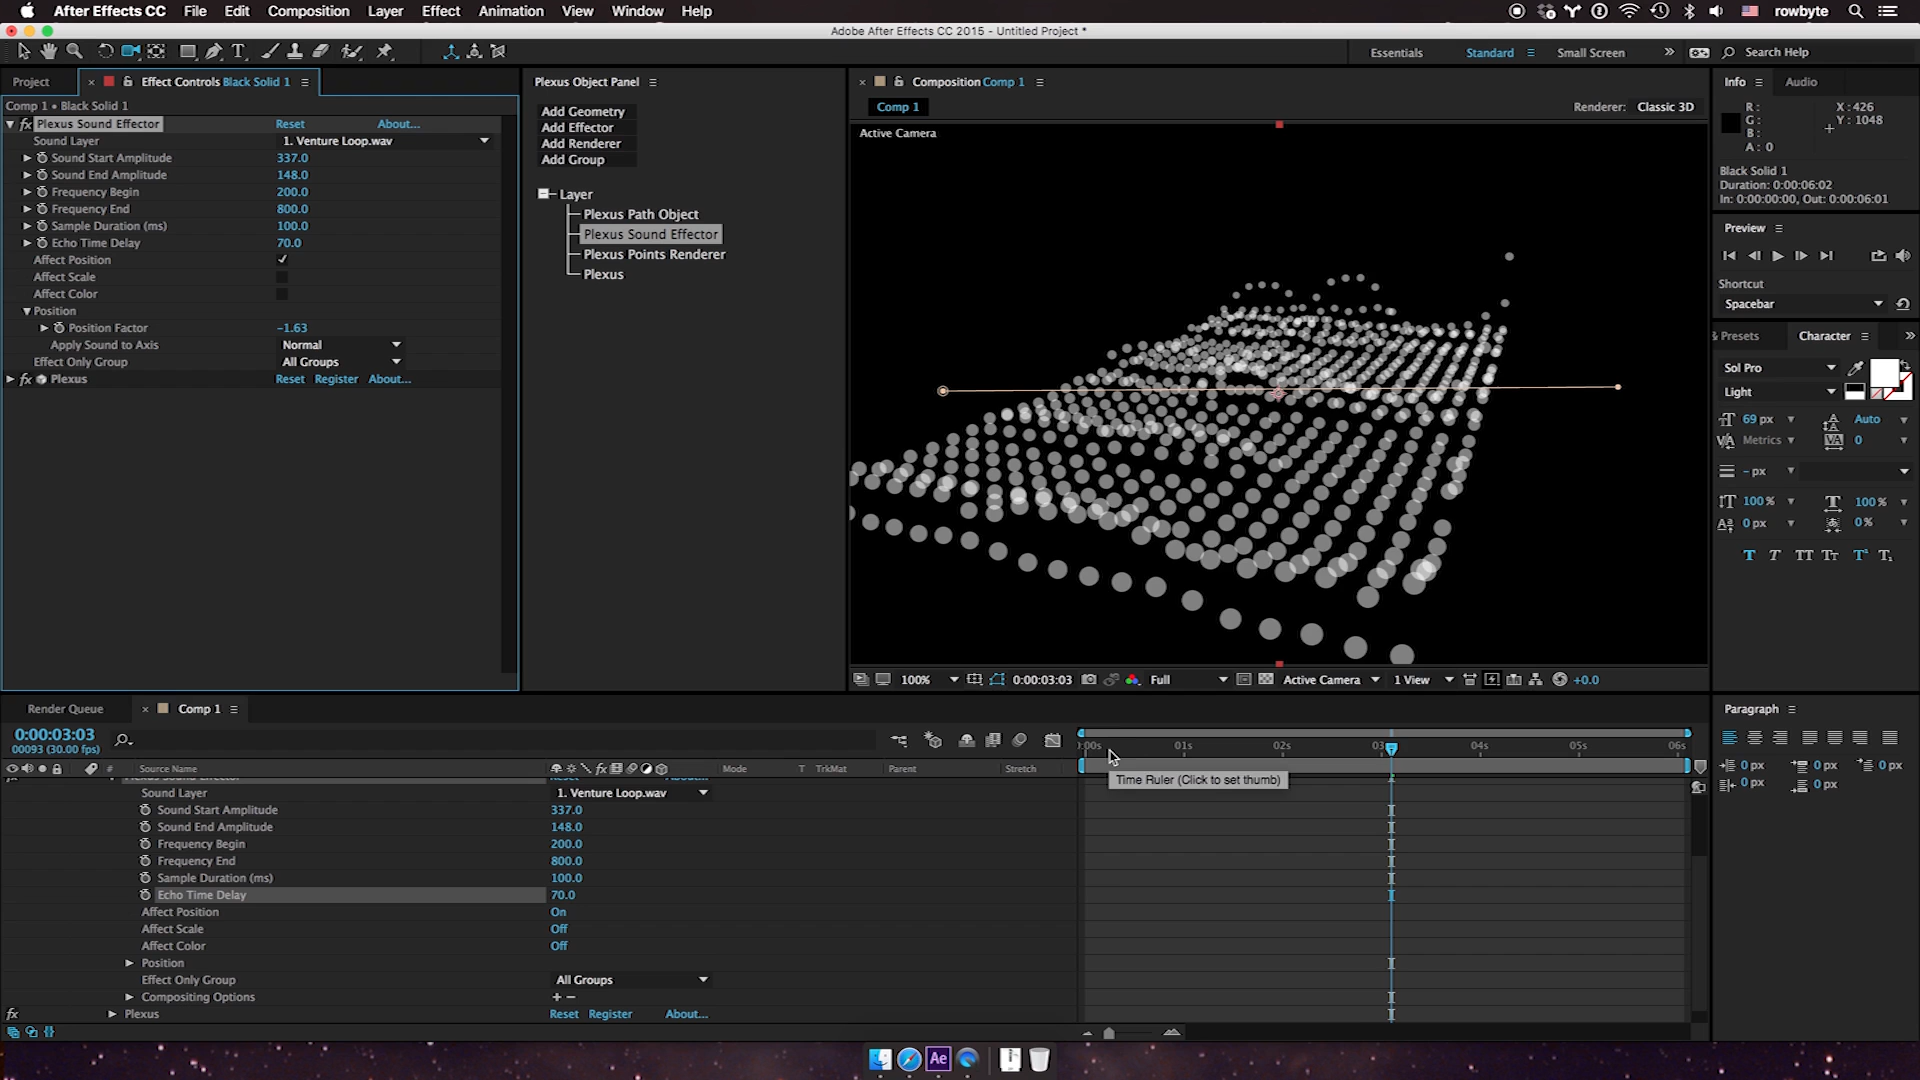 After Effects CC File Edit Composition Layer Effect Animation View Window Help rowbyte
Adobe After Effects CC 2015 - Untitled Project *
Essentials Standard Small Screen Search Help
Project Effect Controls Black Solid 1
Comp 1 • Black Solid 1
Plexus Sound Effector Reset About...
Sound Layer 1. Venture Loop.wav
Sound Start Amplitude 337.0
Sound End Amplitude 148.0
Frequency Begin 200.0
Frequency End 800.0
Sample Duration (ms) 100.0
Echo Time Delay 70.0
Affect Position
Affect Scale
Affect Color
Position
Position Factor -1.63
Apply Sound to Axis Normal
Effect Only Group All Groups
Plexus Reset Register About...
Plexus Object Panel
Add Geometry
Add Effector
Add Renderer
Add Group
Layer
Plexus Path Object
Plexus Sound Effector
Plexus Points Renderer
Plexus
Composition Comp 1
Comp 1 Renderer: Classic 3D
Active Camera
100% 0:00:03:03 Full Active Camera 1 View +0.0
Info Audio
R: X: 426
G: Y: 1048
B:
A: 0
Black Solid 1
Duration: 0:00:06:02
In: 0:00:00:00, Out: 0:00:06:01
Preview
Shortcut
Spacebar
& Presets Character
Sol Pro
Light
69 px Auto
Metrics 0
- px
100 % 100 %
0 px 0 %
Paragraph
0 px 0 px 0 px
0 px 0 px
Render Queue Comp 1
0:00:03:03
00093 (30.00 fps)
:00s 01s 02s 03 04s 05s 06s
# Source Name Mode T TrkMat Parent Stretch
Time Ruler (Click to set thumb)
Sound Layer 1. Venture Loop.wav
Sound Start Amplitude 337.0
Sound End Amplitude 148.0
Frequency Begin 200.0
Frequency End 800.0
Sample Duration (ms) 100.0
Echo Time Delay 70.0
Affect Position On
Affect Scale Off
Affect Color Off
Position
Effect Only Group All Groups
Compositing Options + −
Plexus Reset Register About...
Ae